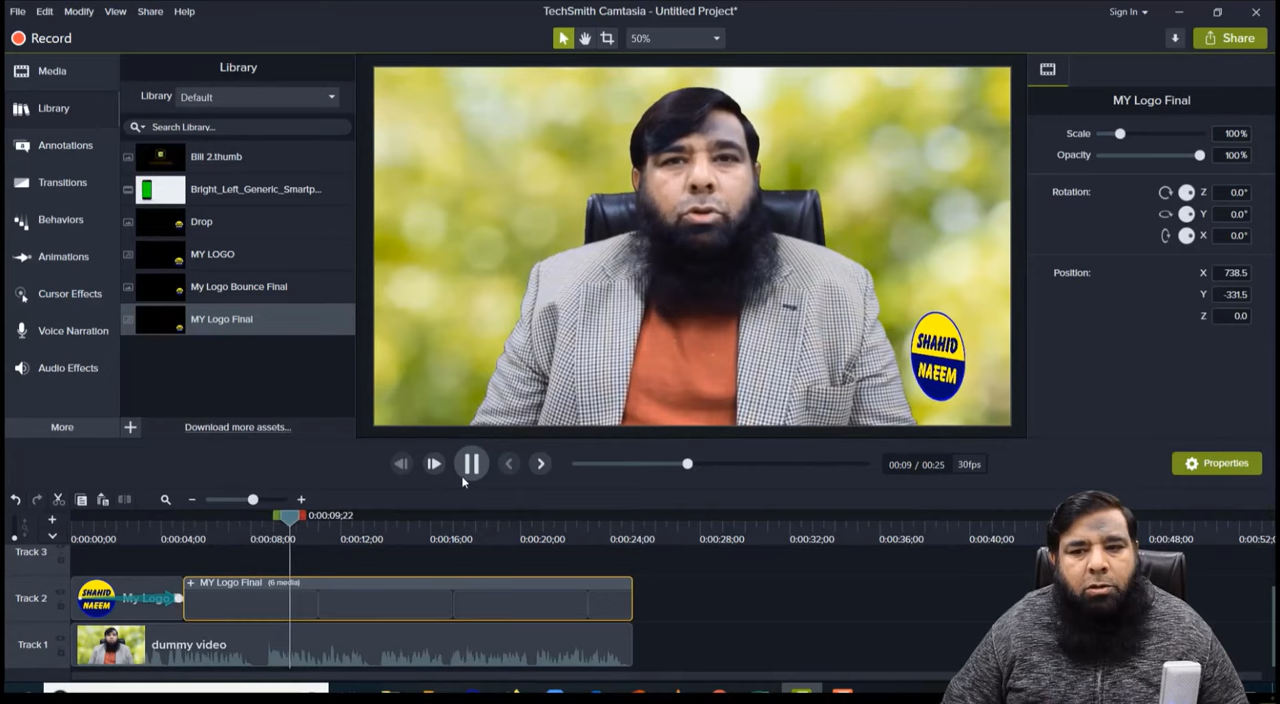 File Edit Modify View Share Help
TechSmith Camtasia - Untitled Project*
Sign In
Record
50%
Share
Media
Library
Annotations
Transitions
Behaviors
Animations
Cursor Effects
Voice Narration
Audio Effects
More
Library
Library Default
Search Library...
Bill 2.thumb
Bright_Left_Generic_Smartp...
Drop
MY LOGO
My Logo Bounce Final
MY Logo Final
Download more assets...
SHAHID
NAEEM
MY Logo Final
Scale 100%
Opacity 100%
Rotation: Z 0.0°
Y 0.0°
X 0.0°
Position: X 738.5
Y -331.5
Z 0.0
00:09 / 00:25 30fps
Properties
0:00:09;22
0:00:00;00 0:00:04;00 0:00:08;00 0:00:12;00 0:00:16;00 0:00:20;00 0:00:24;00 0:00:28;00 0:00:32;00 0:00:36;00 0:00:40;00 0:00:48;00 0:00:52;
Track 3
Track 2
SHAHID
NAEEM
My Logo
MY Logo Final (6 media)
Track 1
dummy video